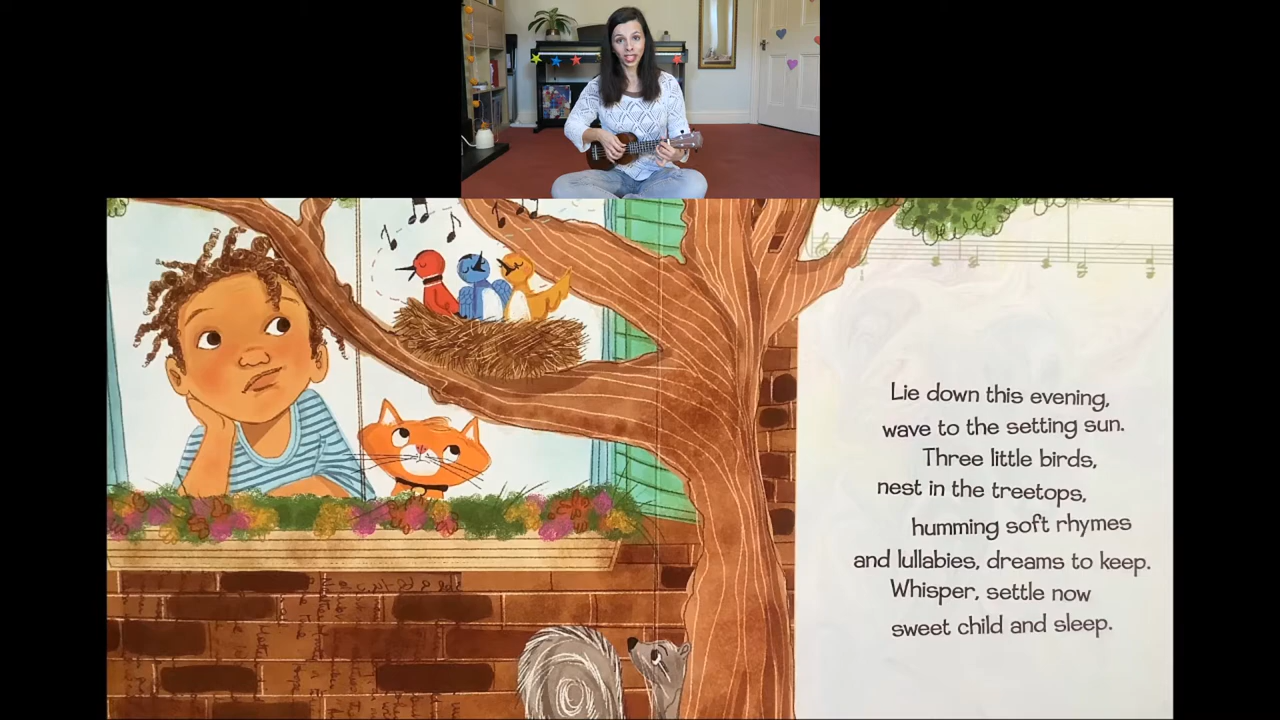 Lie down this evening,
wave to the setting sun.
Three little birds,
nest in the treetops,
humming soft rhymes
and lullabies, dreams to keep.
Whisper, settle now
sweet child and sleep.